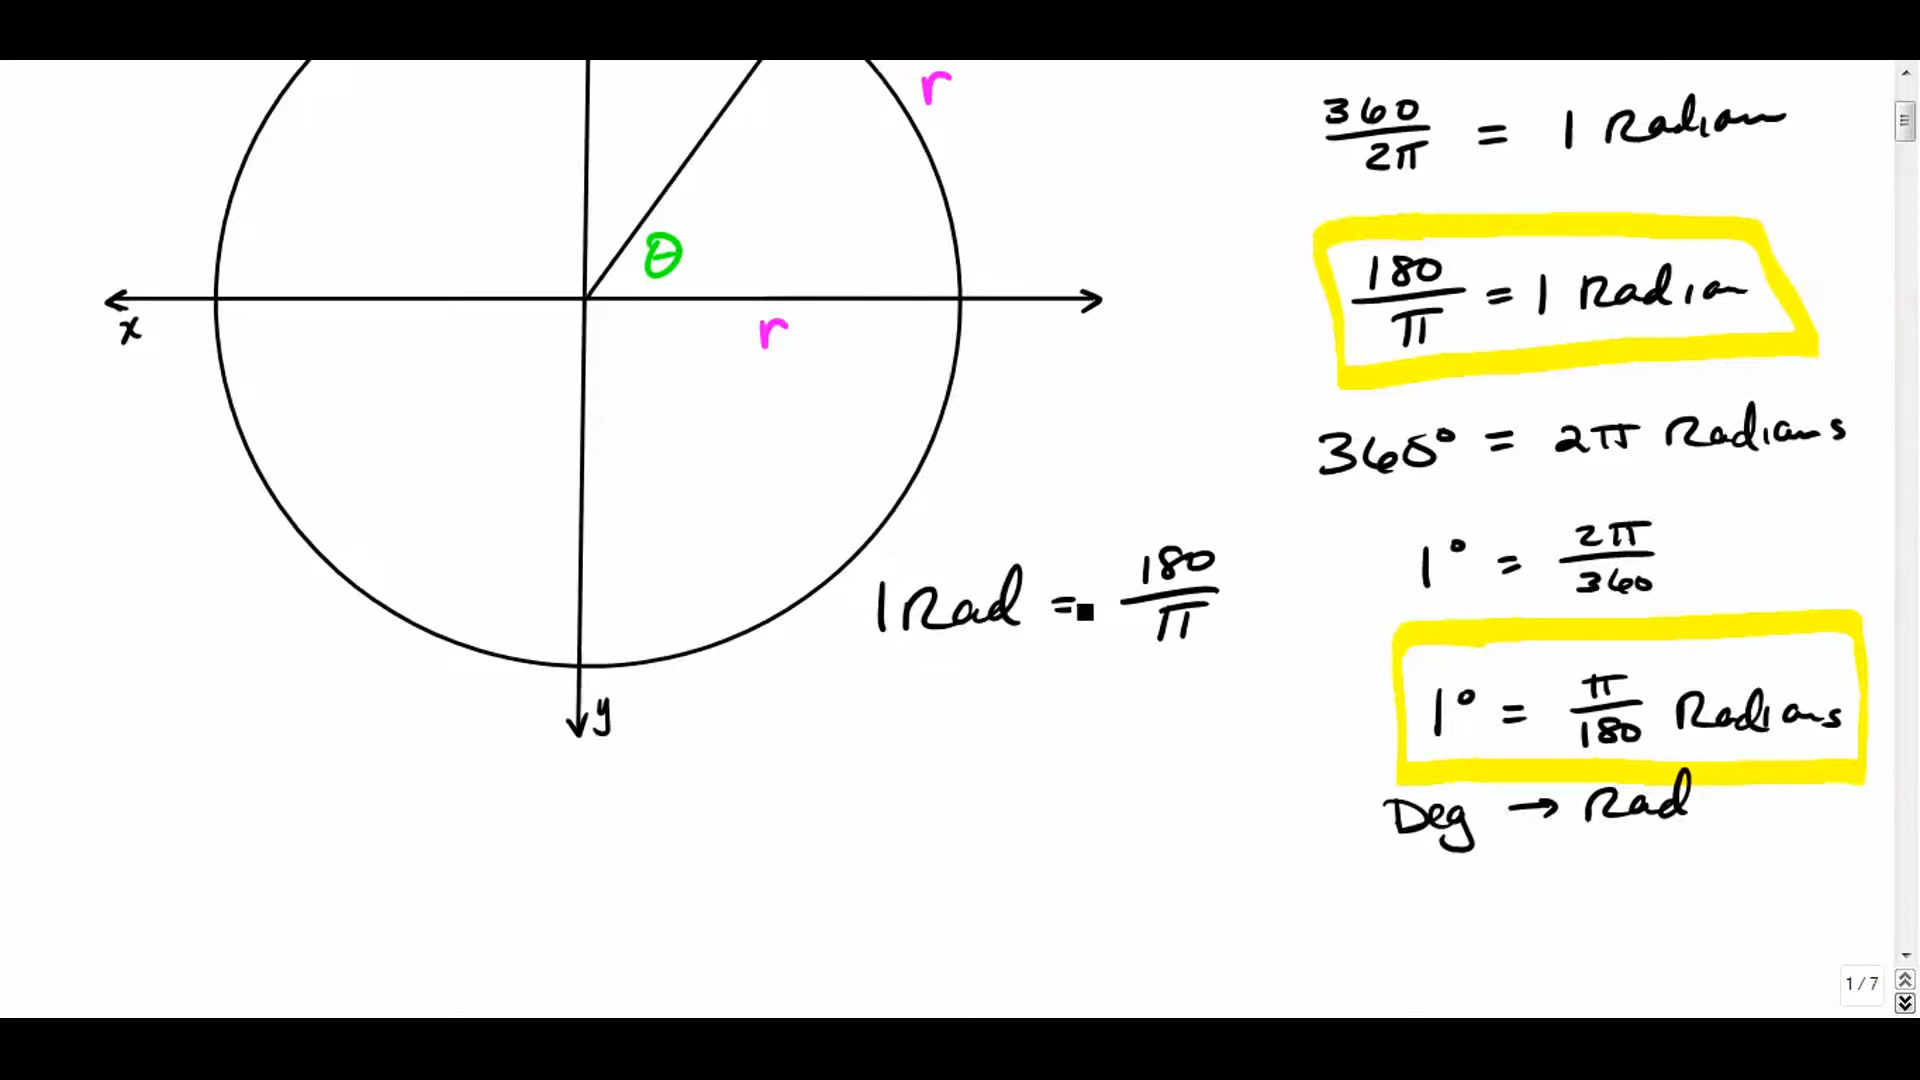 r
θ
x
r
y
1 Rad = 180/π
360/2π = 1 Radian
180/π = 1 Radian
360° = 2π Radians
1° = 2π/360
1° = π/180 Radians
Deg → Rad
1 / 7